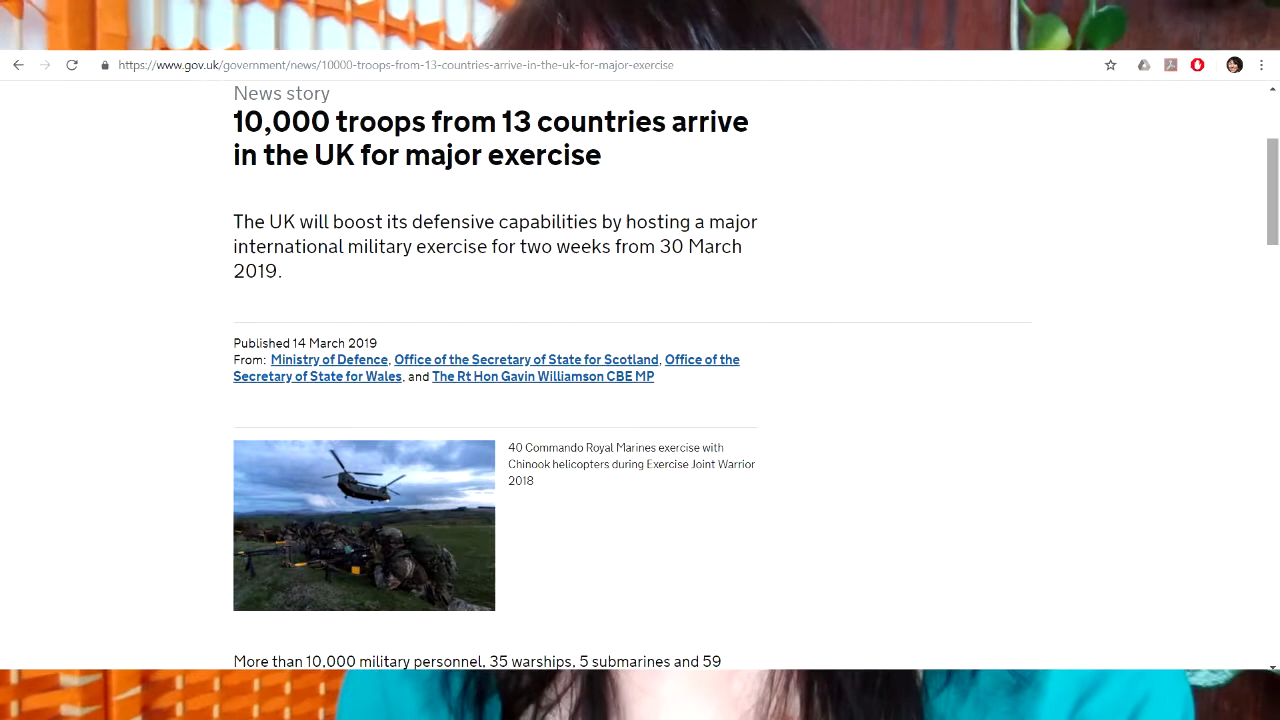 https://www.gov.uk/government/news/10000-troops-from-13-countries-arrive-in-the-uk-for-major-exercise
News story
10,000 troops from 13 countries arrive
in the UK for major exercise
The UK will boost its defensive capabilities by hosting a major
international military exercise for two weeks from 30 March
2019.
Published 14 March 2019
From: Ministry of Defence, Office of the Secretary of State for Scotland, Office of the
Secretary of State for Wales, and The Rt Hon Gavin Williamson CBE MP
40 Commando Royal Marines exercise with
Chinook helicopters during Exercise Joint Warrior
2018
More than 10,000 military personnel, 35 warships, 5 submarines and 59